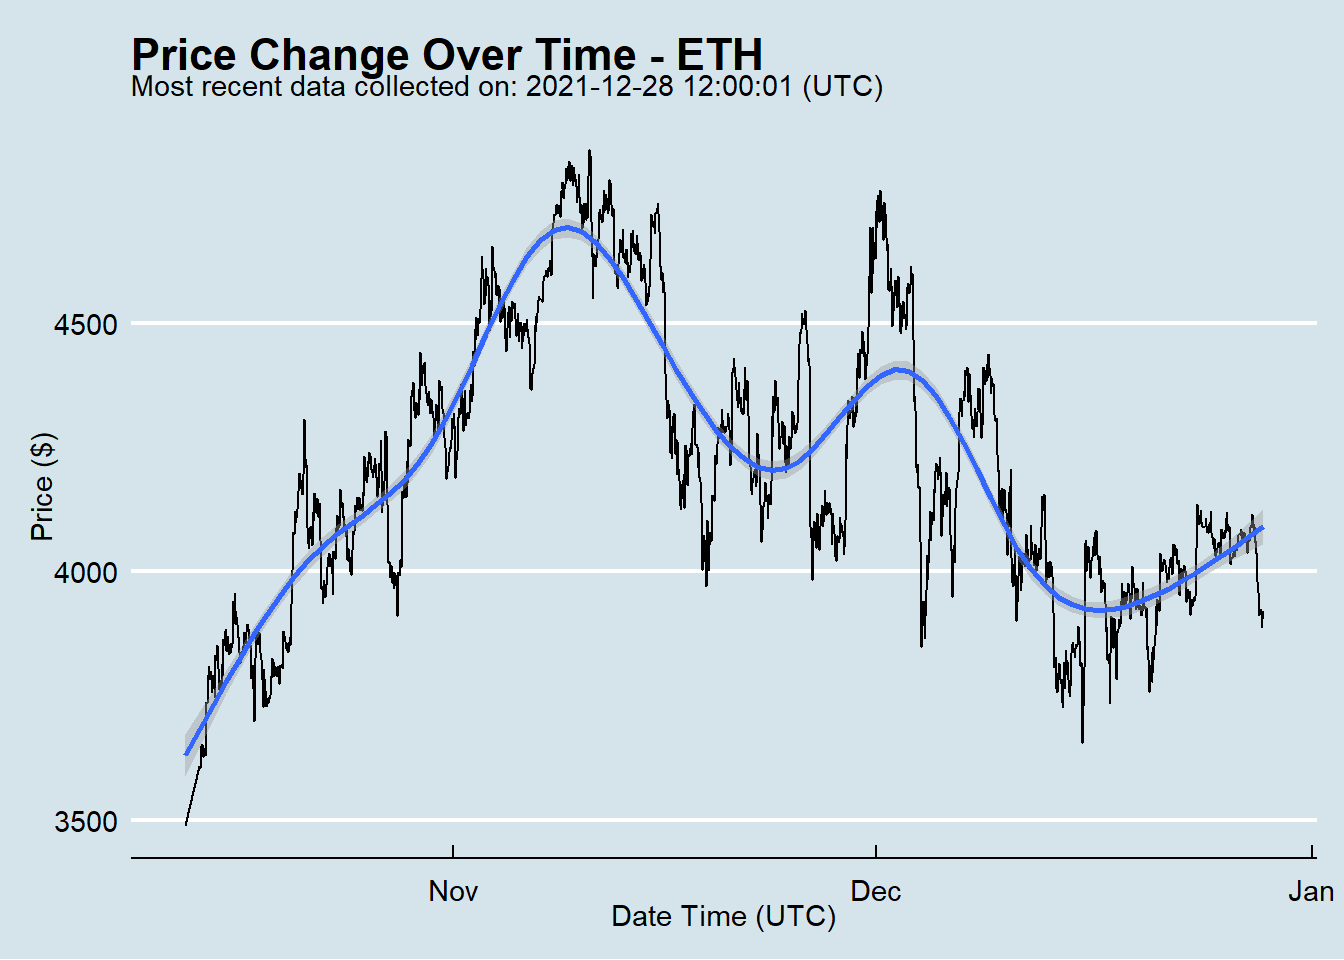 Price Change Over Time - ETH
Most recent data collected on: 2021-12-28 12:00:01 (UTC)
Price ($)
4500
4000
3500
Nov
Dec
Jan
Date Time (UTC)